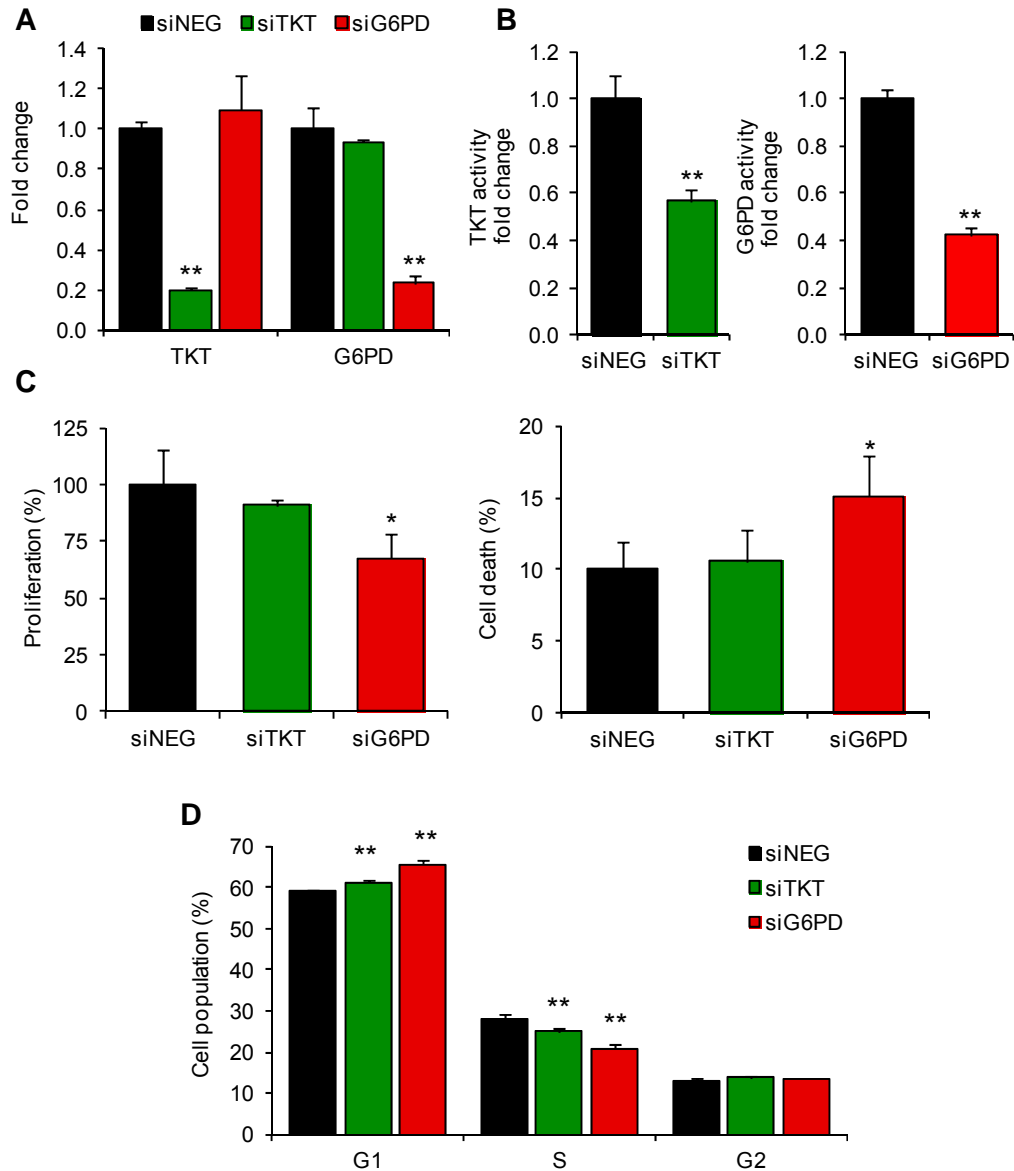 A
siNEG siTKT siG6PD
Fold change
1.4
1.2
1.0
0.8
0.6
0.4
0.2
0.0
**
**
TKT G6PD
B
TKT activity
fold change
1.2
1.0
0.8
0.6
0.4
0.2
0.0
**
siNEG siTKT
G6PD activity
fold change
1.2
1.0
0.8
0.6
0.4
0.2
0.0
**
siNEG siG6PD
C
Proliferation (%)
125
100
75
50
25
0
*
siNEG siTKT siG6PD
Cell death (%)
20
15
10
5
0
*
siNEG siTKT siG6PD
D
Cell population (%)
70
60
50
40
30
20
10
0
** **
** **
siNEG
siTKT
siG6PD
G1 S G2